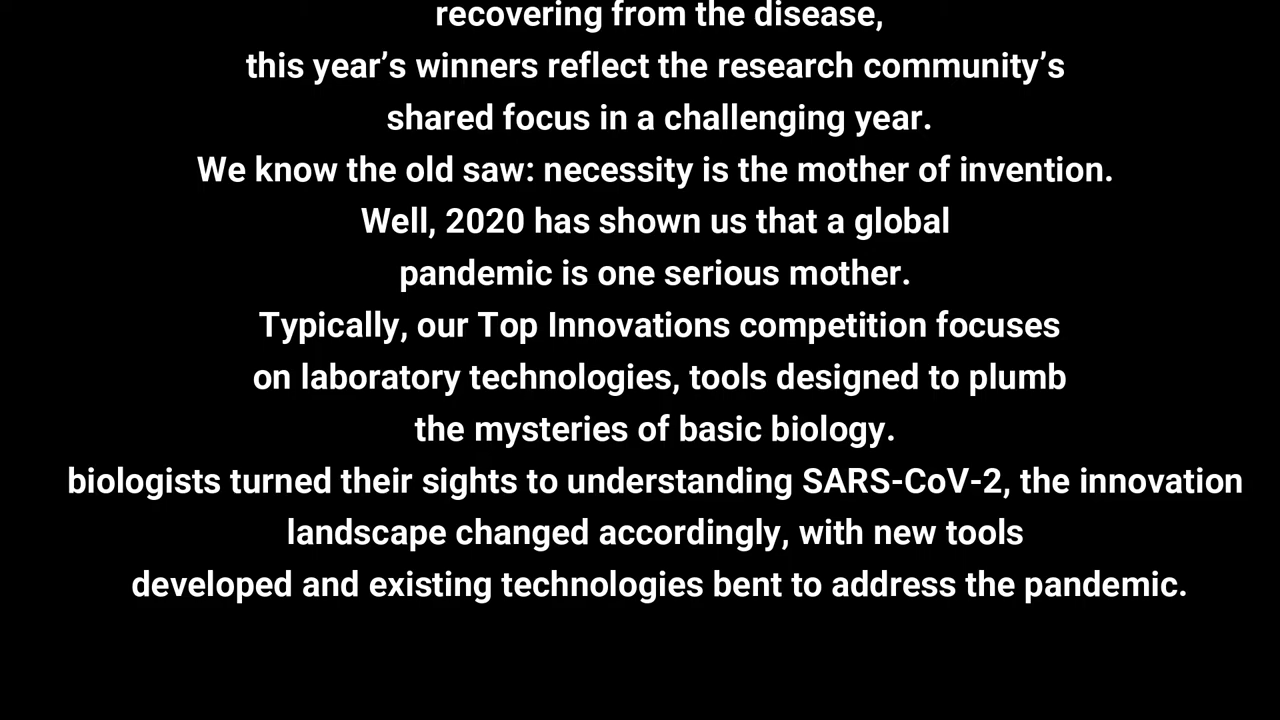 recovering from the disease,
this year’s winners reflect the research community’s
shared focus in a challenging year.
We know the old saw: necessity is the mother of invention.
Well, 2020 has shown us that a global
pandemic is one serious mother.
Typically, our Top Innovations competition focuses
on laboratory technologies, tools designed to plumb
the mysteries of basic biology.
biologists turned their sights to understanding SARS-CoV-2, the innovation
landscape changed accordingly, with new tools
developed and existing technologies bent to address the pandemic.